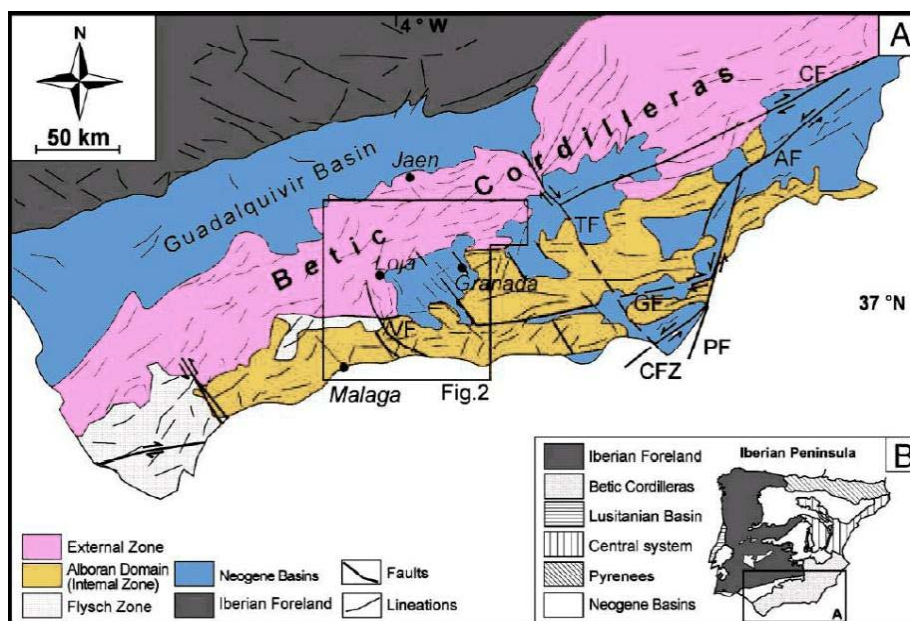 4 ° W
A
N
50 km
CF
Betic Cordilleras
Jaen
Guadalquivir Basin
AF
TF
Loja
Granada
37 °N
GF
VF
PF
CFZ
Malaga
Fig.2
External Zone
Alboran Domain
(Internal Zone)
Flysch Zone
Neogene Basins
Iberian Foreland
Faults
Lineations
B
Iberian Peninsula
Iberian Foreland
Betic Cordilleras
Lusitanian Basin
Central system
Pyrenees
Neogene Basins
A